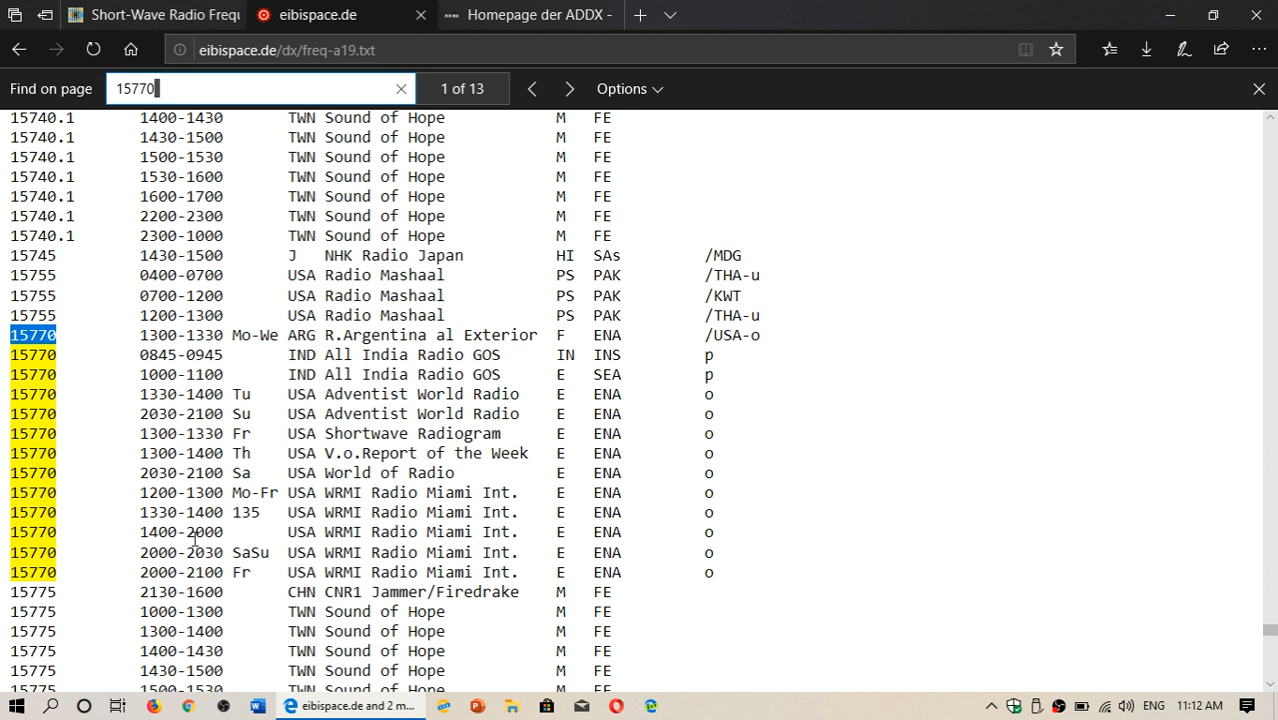 Short-Wave Radio Frequ
eibispace.de
Homepage der ADDX -
eibispace.de/dx/freq-a19.txt
Find on page 15770 1 of 13 Options
15740.1 1400-1430 TWN Sound of Hope M FE
15740.1 1430-1500 TWN Sound of Hope M FE
15740.1 1500-1530 TWN Sound of Hope M FE
15740.1 1530-1600 TWN Sound of Hope M FE
15740.1 1600-1700 TWN Sound of Hope M FE
15740.1 2200-2300 TWN Sound of Hope M FE
15740.1 2300-1000 TWN Sound of Hope M FE
15745 1430-1500 J NHK Radio Japan HI SAs /MDG
15755 0400-0700 USA Radio Mashaal PS PAK /THA-u
15755 0700-1200 USA Radio Mashaal PS PAK /KWT
15755 1200-1300 USA Radio Mashaal PS PAK /THA-u
15770 1300-1330 Mo-We ARG R.Argentina al Exterior F ENA /USA-o
15770 0845-0945 IND All India Radio GOS IN INS p
15770 1000-1100 IND All India Radio GOS E SEA p
15770 1330-1400 Tu USA Adventist World Radio E ENA o
15770 2030-2100 Su USA Adventist World Radio E ENA o
15770 1300-1330 Fr USA Shortwave Radiogram E ENA o
15770 1300-1400 Th USA V.o.Report of the Week E ENA o
15770 2030-2100 Sa USA World of Radio E ENA o
15770 1200-1300 Mo-Fr USA WRMI Radio Miami Int. E ENA o
15770 1330-1400 135 USA WRMI Radio Miami Int. E ENA o
15770 1400-2000 USA WRMI Radio Miami Int. E ENA o
15770 2000-2030 SaSu USA WRMI Radio Miami Int. E ENA o
15770 2000-2100 Fr USA WRMI Radio Miami Int. E ENA o
15775 2130-1600 CHN CNR1 Jammer/Firedrake M FE
15775 1000-1300 TWN Sound of Hope M FE
15775 1300-1400 TWN Sound of Hope M FE
15775 1400-1430 TWN Sound of Hope M FE
15775 1430-1500 TWN Sound of Hope M FE
15775 1500-1530 TWN Sound of Hope M FE
eibispace.de and 2 m... ENG 11:12 AM